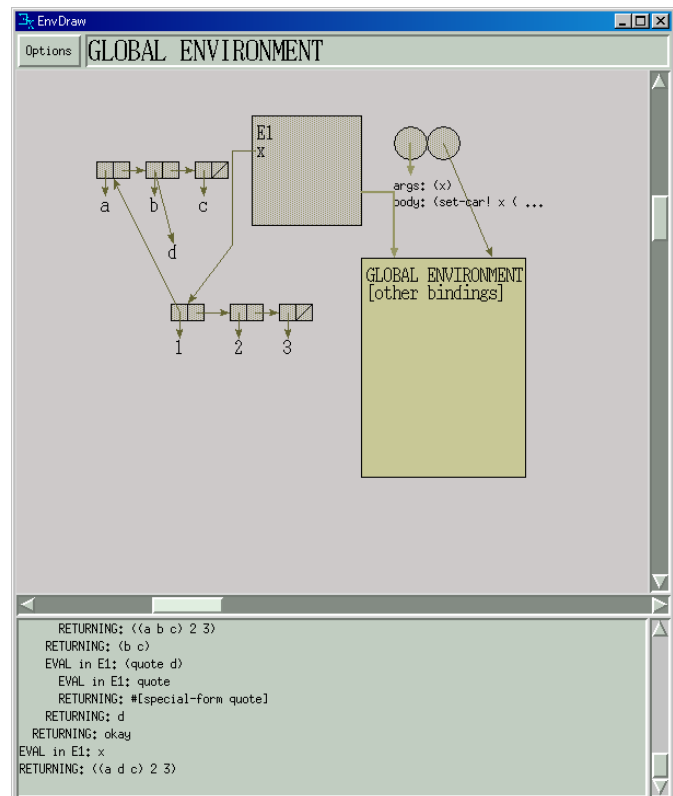 EnvDraw
Options GLOBAL ENVIRONMENT
E1
x
args: (x)
body: (set-car! x ( ...
a b c
d
GLOBAL ENVIRONMENT
[other bindings]
1 2 3
RETURNING: ((a b c) 2 3)
RETURNING: (b c)
EVAL in E1: (quote d)
EVAL in E1: quote
RETURNING: #[special-form quote]
RETURNING: d
RETURNING: okay
EVAL in E1: x
RETURNING: ((a d c) 2 3)